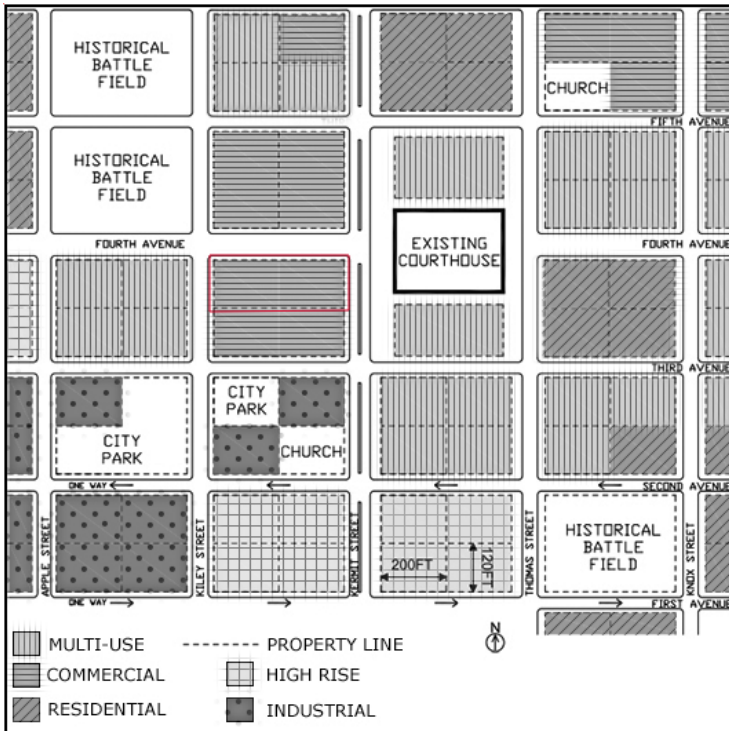 HISTORICAL
BATTLE
FIELD
CHURCH
FIFTH AVENUE
HISTORICAL
BATTLE
FIELD
EXISTING
COURTHOUSE
FOURTH AVENUE
FOURTH AVENUE
THIRD AVENUE
CITY
PARK
CITY
PARK
CHURCH
ONE WAY
SECOND AVENUE
APPLE STREET
KILEY STREET
KERMIT STREET
200FT
120FT
THOMAS STREET
HISTORICAL
BATTLE
FIELD
KNOX STREET
ONE WAY
FIRST AVENUE
N
MULTI-USE
PROPERTY LINE
COMMERCIAL
HIGH RISE
RESIDENTIAL
INDUSTRIAL